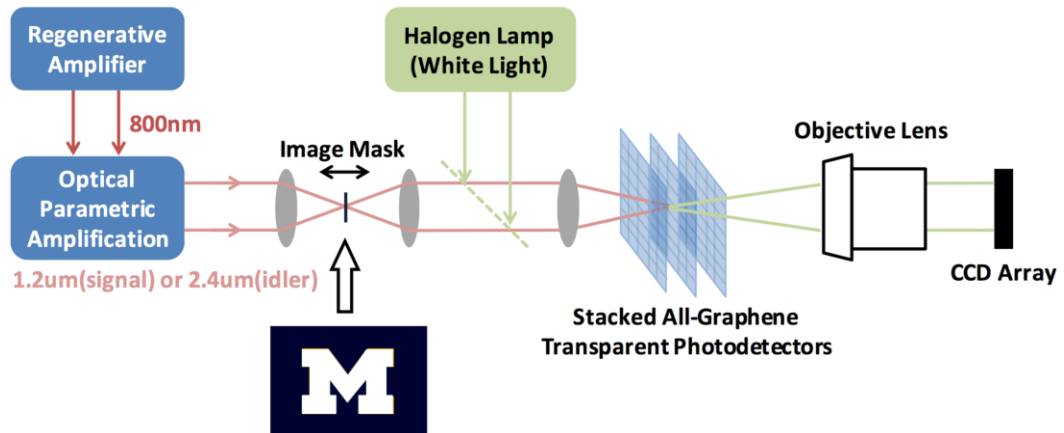 Regenerative
Amplifier
800nm
Optical
Parametric
Amplification
1.2um(signal) or 2.4um(idler)
Image Mask
M
Halogen Lamp
(White Light)
Stacked All-Graphene
Transparent Photodetectors
Objective Lens
CCD Array